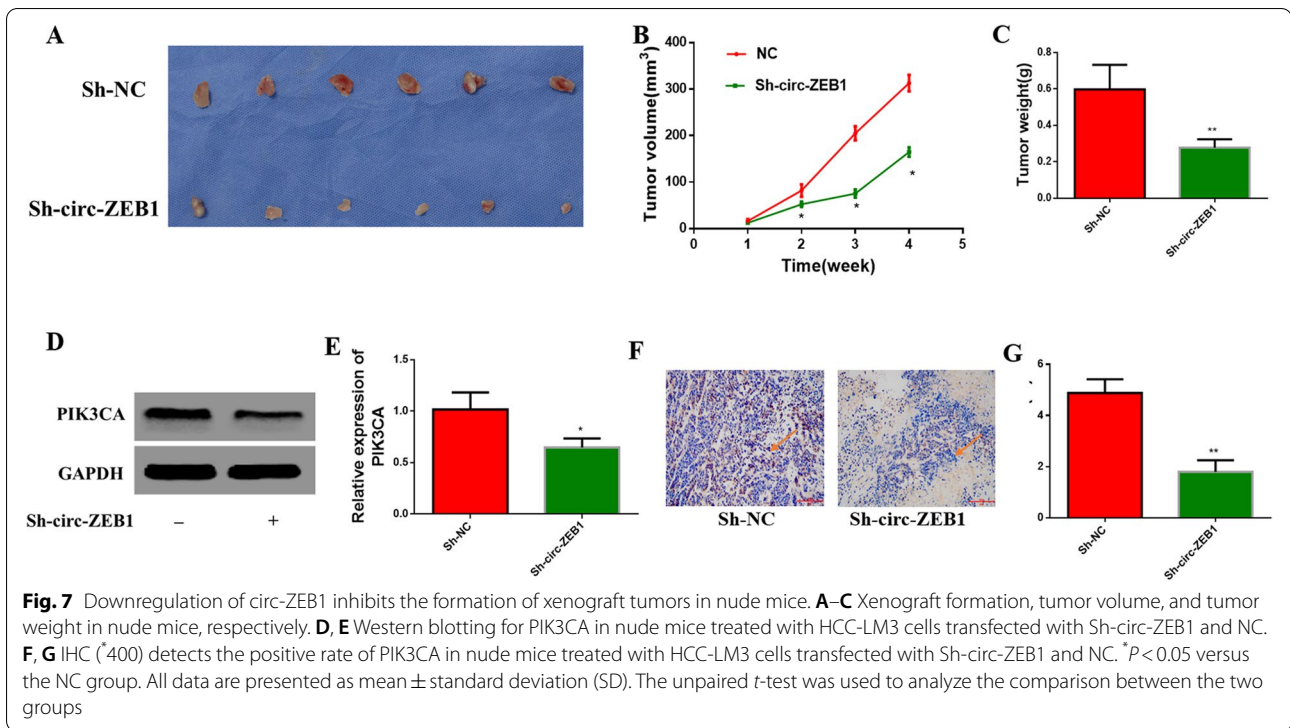 A
Sh-NC
Sh-circ-ZEB1
B
Tumor volume(mm³)
400
300
200
100
0
NC
Sh-circ-ZEB1
*
*
*
0 1 2 3 4 5
Time(week)
C
Tumor weight(g)
0.8
0.6
0.4
0.2
0.0
**
Sh-NC
Sh-circ-ZEB1
D
PIK3CA
GAPDH
Sh-circ-ZEB1 – +
E
Relative expression of
PIK3CA
1.5
1.0
0.5
0.0
*
Sh-NC
Sh-circ-ZEB1
F
Sh-NC Sh-circ-ZEB1
G
6
4
2
0
**
Sh-NC
Sh-circ-ZEB1
Fig. 7 Downregulation of circ-ZEB1 inhibits the formation of xenograft tumors in nude mice. A–C Xenograft formation, tumor volume, and tumor
weight in nude mice, respectively. D, E Western blotting for PIK3CA in nude mice treated with HCC-LM3 cells transfected with Sh-circ-ZEB1 and NC.
F, G IHC (*400) detects the positive rate of PIK3CA in nude mice treated with HCC-LM3 cells transfected with Sh-circ-ZEB1 and NC. *P < 0.05 versus
the NC group. All data are presented as mean ± standard deviation (SD). The unpaired t-test was used to analyze the comparison between the two
groups